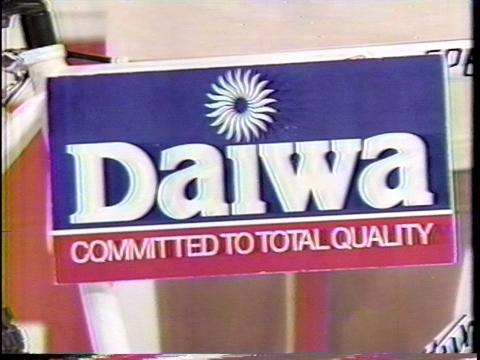 Daiwa
COMMITTED TO TOTAL QUALITY